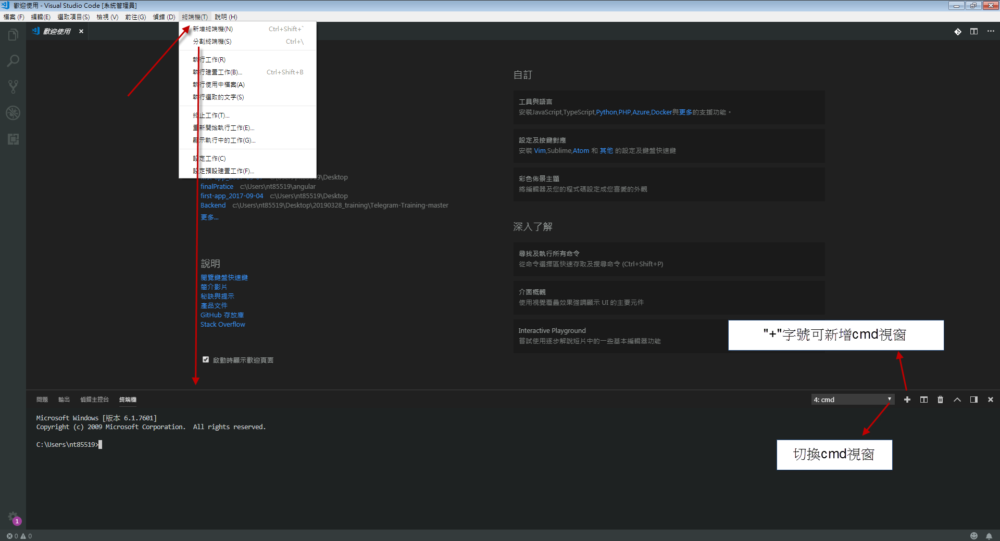 歡迎使用 - Visual Studio Code [系統管理員]
檔案 (F) 編輯(E) 選取項目(S) 檢視 (V) 前往(G) 偵錯 (D) 終端機(T) 說明 (H)
歡迎使用
新增終端機(N) Ctrl+Shift+`
分割終端機(S) Ctrl+\
執行工作(R)
執行建置工作(B)... Ctrl+Shift+B
執行使用中檔案(A)
執行選取的文字(S)
終止工作(T)...
重新開始執行工作(E)...
顯示執行中的工作(G)...
設定工作(C)
設定預設建置工作(F)...
\Desktop
finalPratice c:\Users\nt85519\angular
first-app_2017-09-04 c:\Users\nt85519\Desktop
Backend c:\Users\nt85519\Desktop\20190328_training\Telegram-Training-master
更多...
說明
閱覽鍵盤快速鍵
簡介影片
秘訣與提示
產品文件
GitHub 存放庫
Stack Overflow
啟動時顯示歡迎頁面
自訂
工具與語言
安裝JavaScript,TypeScript,Python,PHP,Azure,Docker與更多的支援功能。
設定及按鍵對應
安裝 Vim,Sublime,Atom 和 其他 的設定及鍵盤快速鍵
彩色佈景主題
將編輯器及您的程式碼設定成您喜愛的外觀
深入了解
尋找及執行所有命令
從命令選擇區快速存取及搜尋命令 (Ctrl+Shift+P)
介面概觀
使用視覺覆疊效果強調顯示 UI 的主要元件
Interactive Playground
嘗試使用逐步解說短片中的一些基本編輯器功能
"+"字號可新增cmd視窗
問題 輸出 偵錯主控台 終端機
4: cmd
Microsoft Windows [版本 6.1.7601]
Copyright (c) 2009 Microsoft Corporation.  All rights reserved.
C:\Users\nt85519>
切換cmd視窗
1
0 0